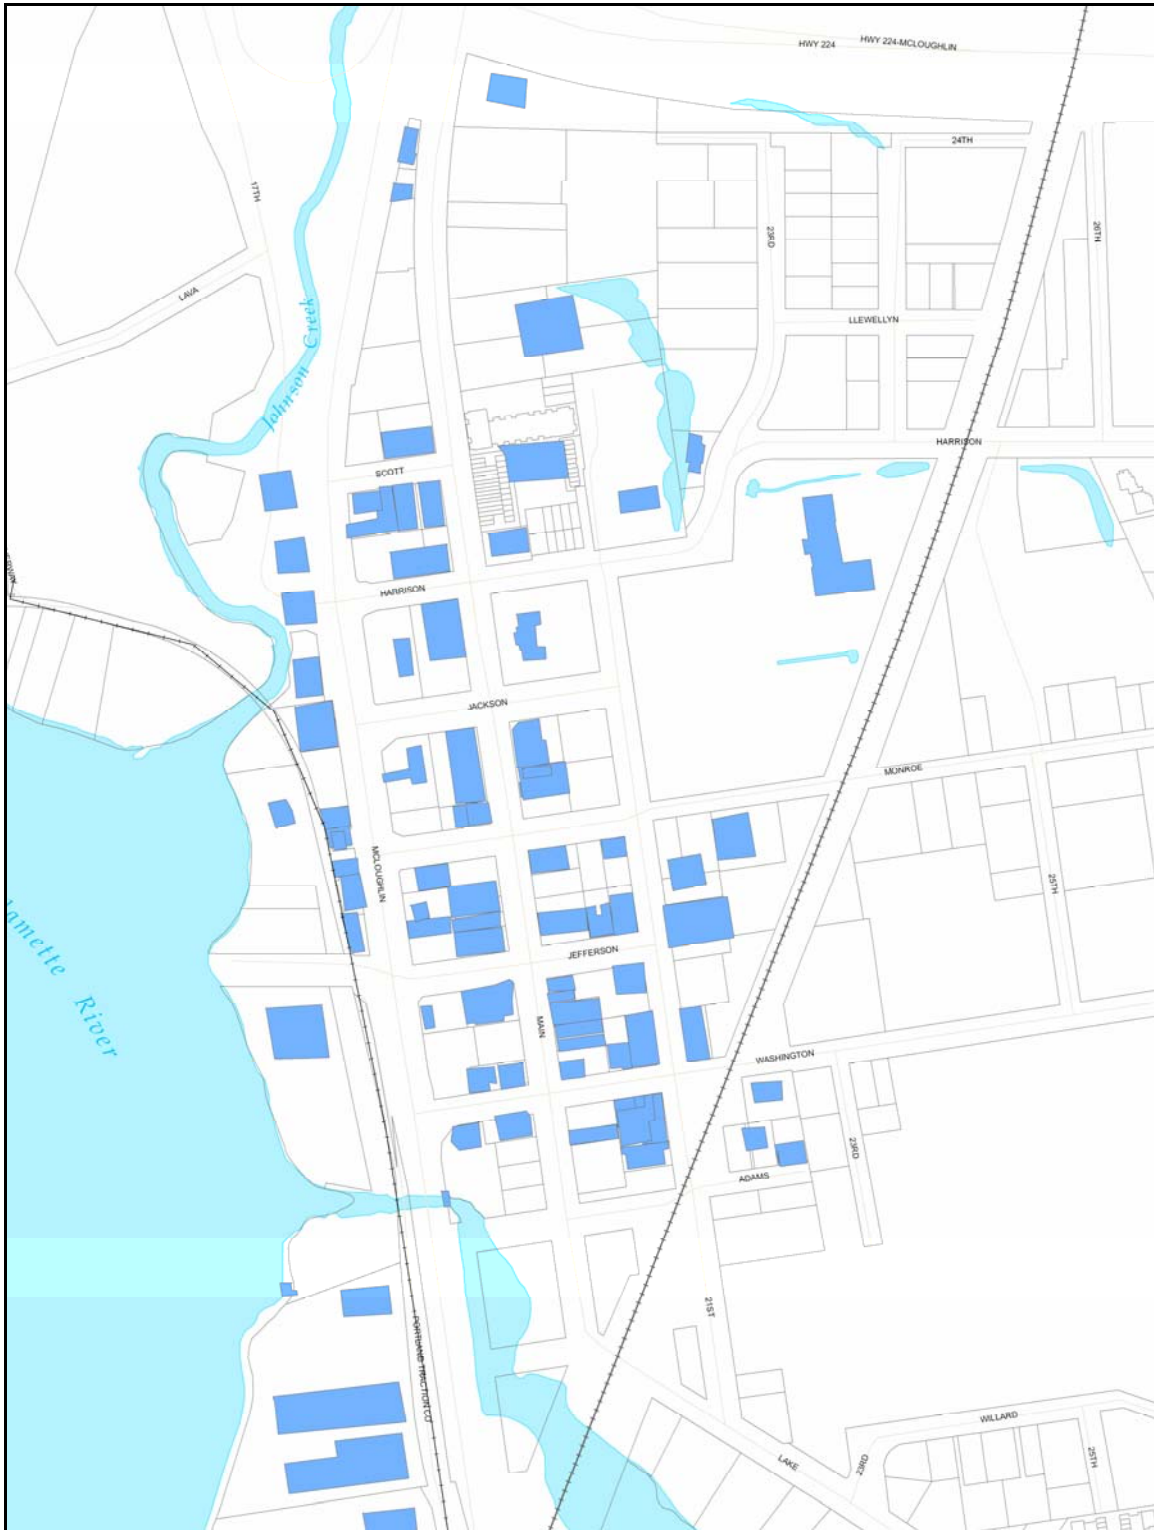 HWY 224
HWY 224-MCLOUGHLIN
24TH
17TH
23RD
26TH
LAVA
LLEWELLYN
Johnson Creek
HARRISON
SCOTT
HARRISON
JACKSON
MONROE
MCLOUGHLIN
25TH
JEFFERSON
amette River
MAIN
WASHINGTON
23RD
ADAMS
21ST
PORTLAND TRACTION CO
WILLARD
LAKE
23RD
25TH